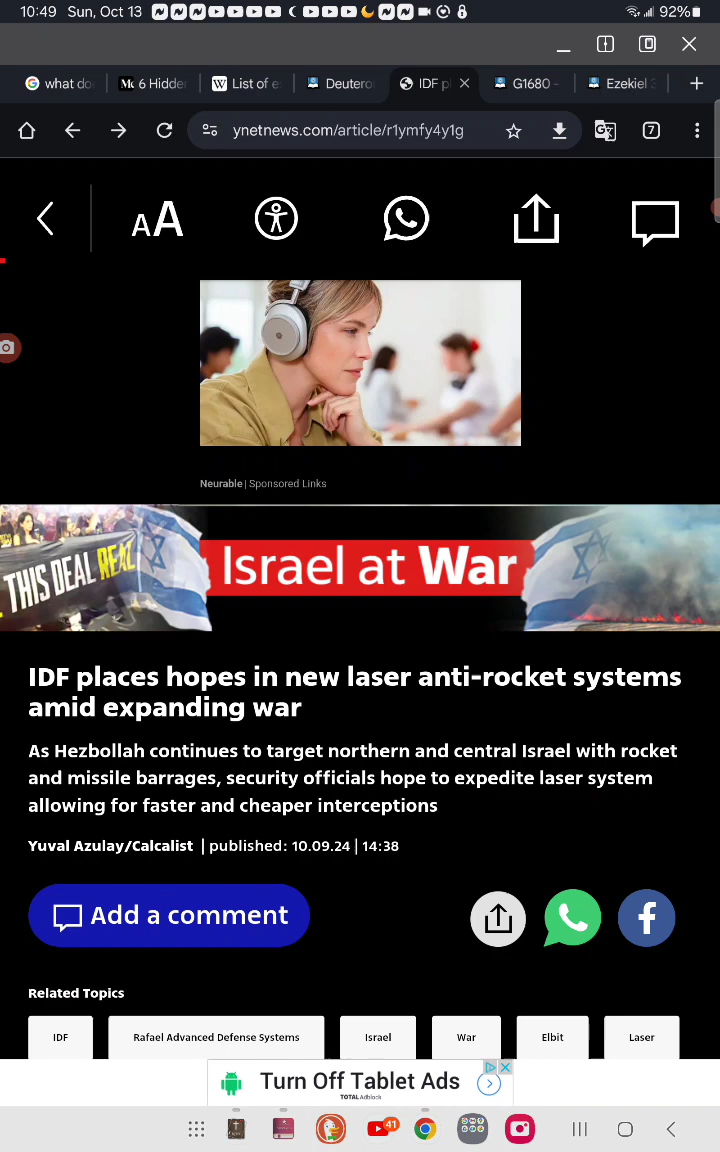 10:49 Sun, Oct 13
92%
what do
6 Hidde
List of e
Deutero
IDF p
G1680 -
Ezekiel 3
ynetnews.com/article/r1ymfy4y1g
7
AA
Neurable | Sponsored Links
THIS DEAL REAL
Israel at War
IDF places hopes in new laser anti-rocket systems
amid expanding war
As Hezbollah continues to target northern and central Israel with rocket
and missile barrages, security officials hope to expedite laser system
allowing for faster and cheaper interceptions
Yuval Azulay/Calcalist | published: 10.09.24 | 14:38
Add a comment
Related Topics
IDF
Rafael Advanced Defense Systems
Israel
War
Elbit
Laser
Turn Off Tablet Ads
TOTAL Adblock
41